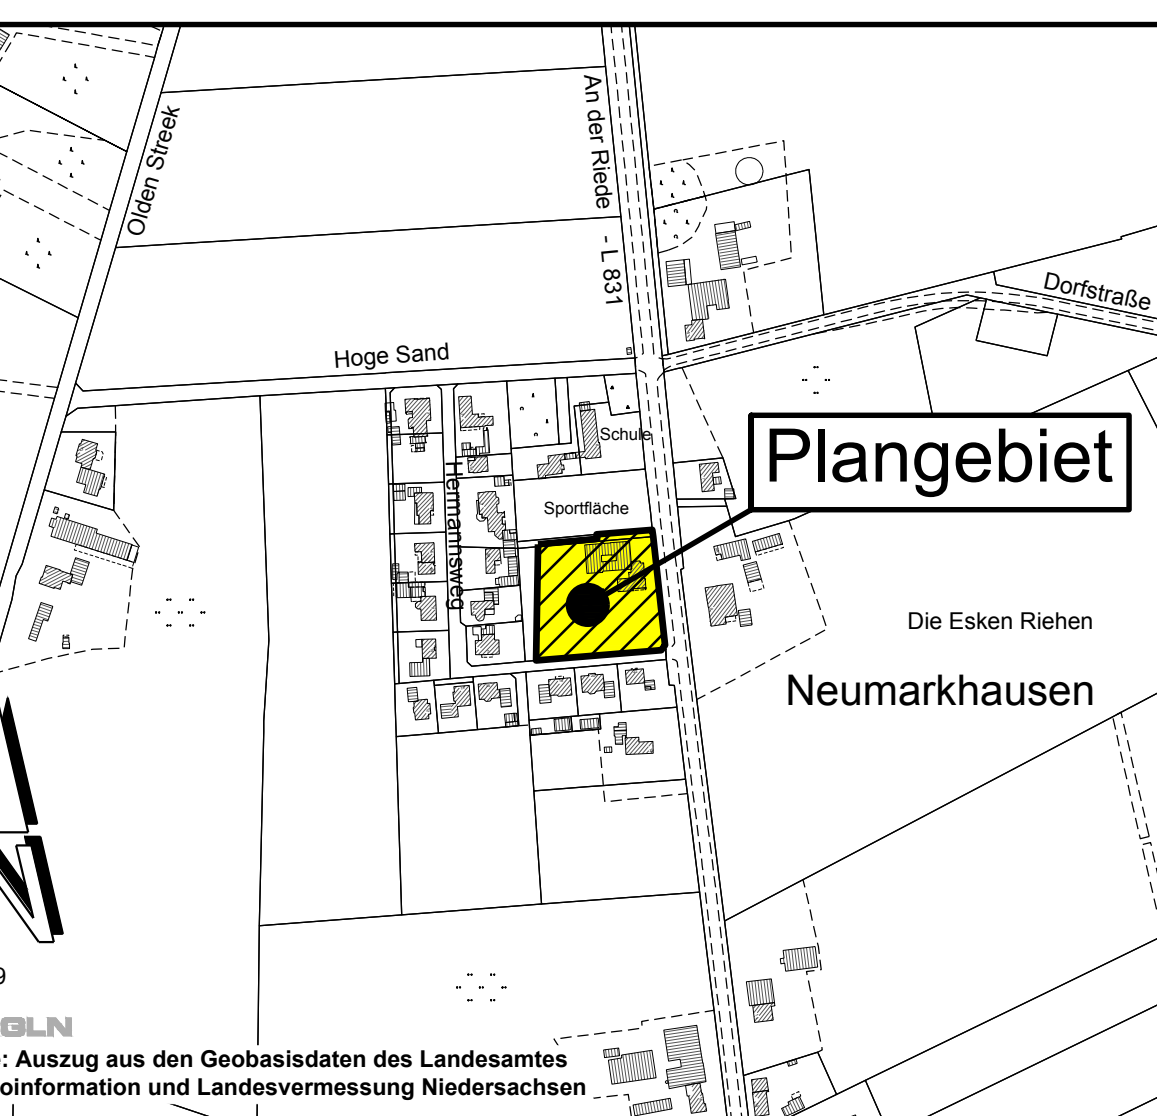 Olden Streek
An der Riede
- L 831
Dorfstraße
Hoge Sand
Schule
Plangebiet
Hermannsweg
Sportfläche
Die Esken Riehen
Neumarkhausen
9
GLN
: Auszug aus den Geobasisdaten des Landesamtes
oinformation und Landesvermessung Niedersachsen